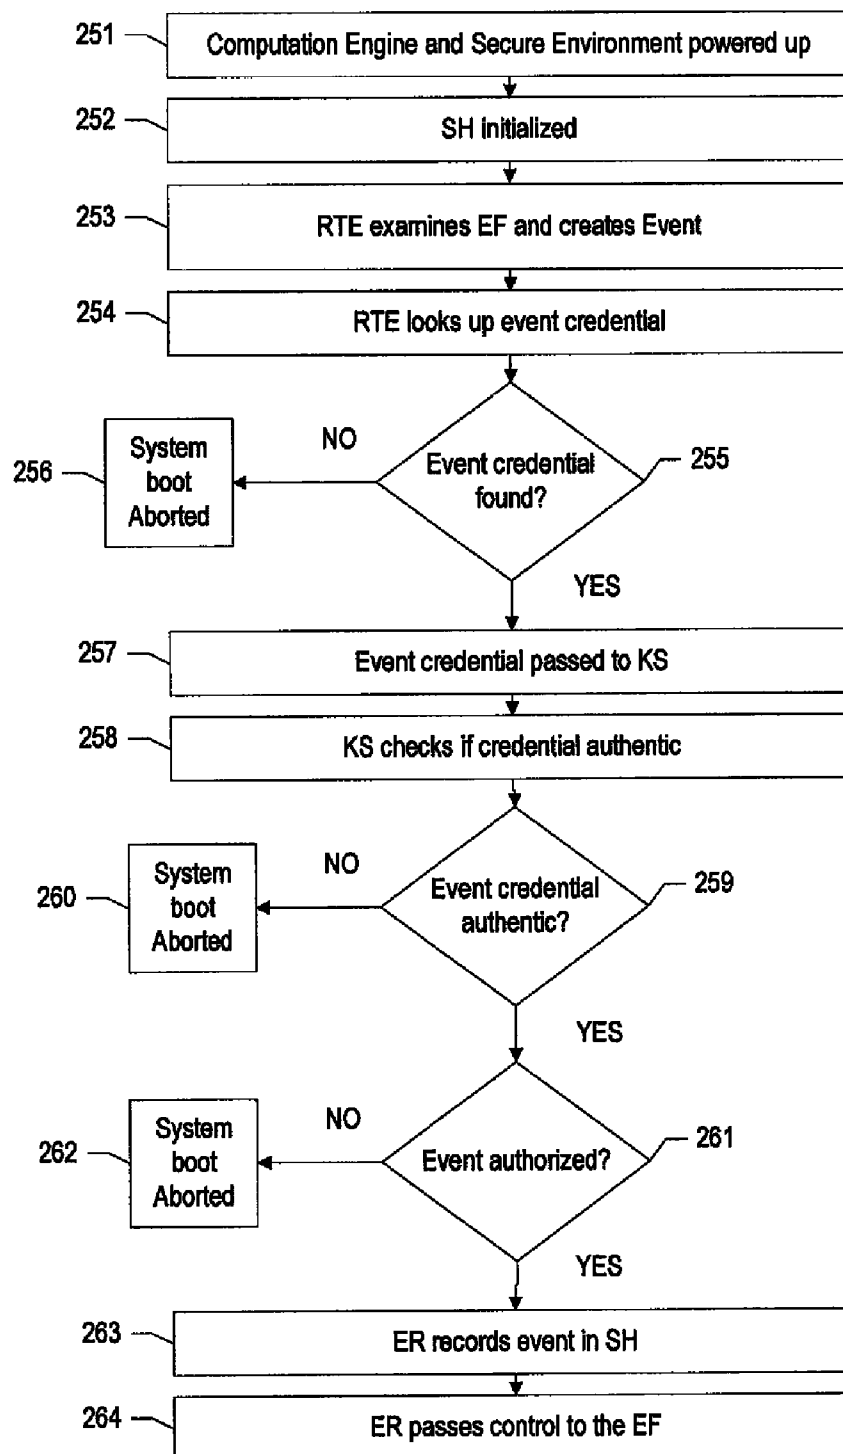 251
Computation Engine and Secure Environment powered up
252
SH initialized
253
RTE examines EF and creates Event
254
RTE looks up event credential
NO
256
System
boot
Aborted
Event credential
found?
255
YES
257
Event credential passed to KS
258
KS checks if credential authentic
NO
260
System
boot
Aborted
Event credential
authentic?
259
YES
NO
262
System
boot
Aborted
Event authorized?
261
YES
263
ER records event in SH
264
ER passes control to the EF